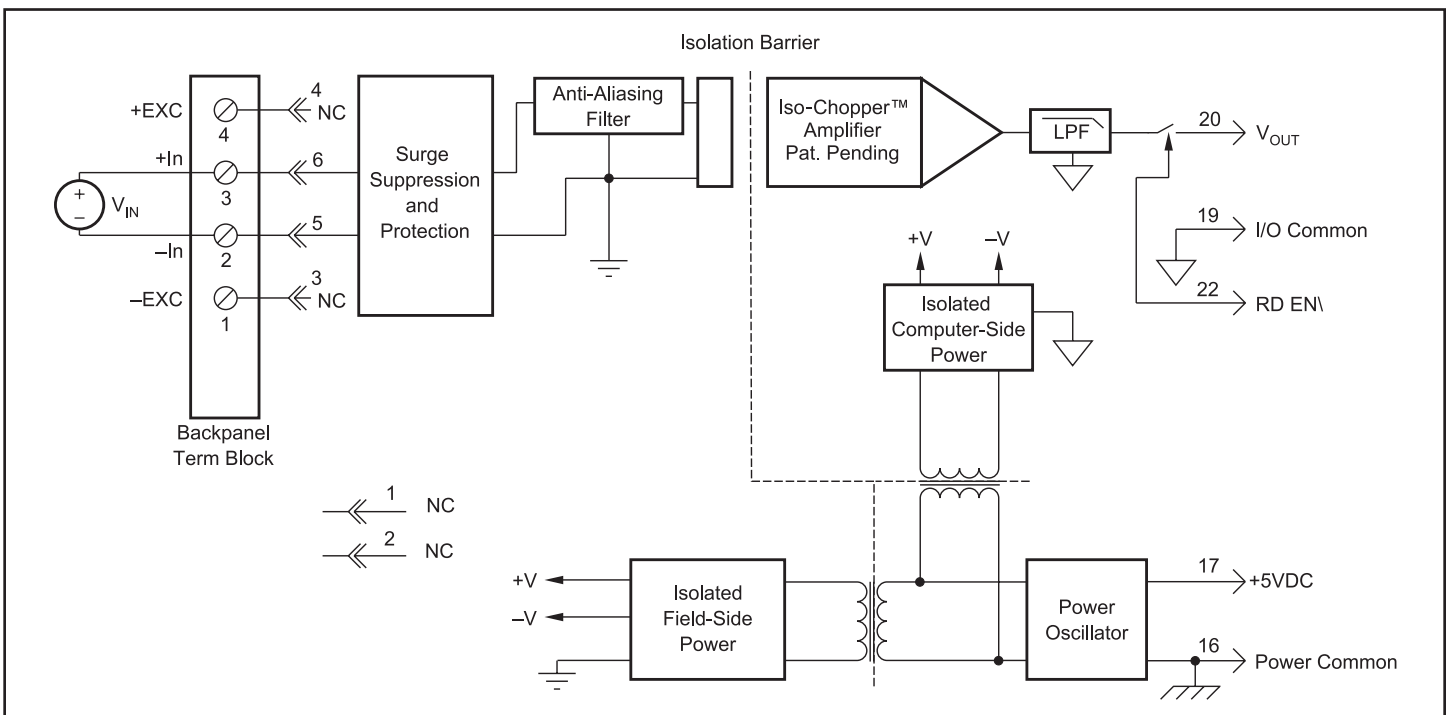 Isolation Barrier
+EXC
4
4
NC
+In
3
6
+
–
V_IN
–In
2
5
–EXC
1
3
NC
Backpanel
Term Block
Surge
Suppression
and
Protection
Anti-Aliasing
Filter
Iso-Chopper™
Amplifier
Pat. Pending
LPF
20
V_OUT
19
I/O Common
22
RD EN\
+V
–V
Isolated
Computer-Side
Power
1
NC
2
NC
+V
–V
Isolated
Field-Side
Power
Power
Oscillator
17
+5VDC
16
Power Common